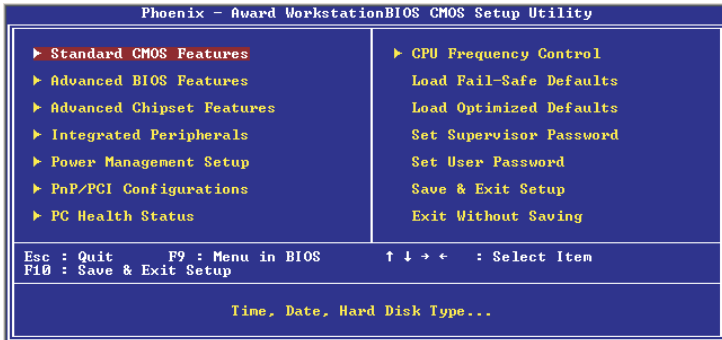 Phoenix - Award WorkstationBIOS CMOS Setup Utility
► Standard CMOS Features
► Advanced BIOS Features
► Advanced Chipset Features
► Integrated Peripherals
► Power Management Setup
► PnP/PCI Configurations
► PC Health Status
► CPU Frequency Control
Load Fail-Safe Defaults
Load Optimized Defaults
Set Supervisor Password
Set User Password
Save & Exit Setup
Exit Without Saving
Esc : Quit F9 : Menu in BIOS ↑ ↓ → ← : Select Item
F10 : Save & Exit Setup
Time, Date, Hard Disk Type...